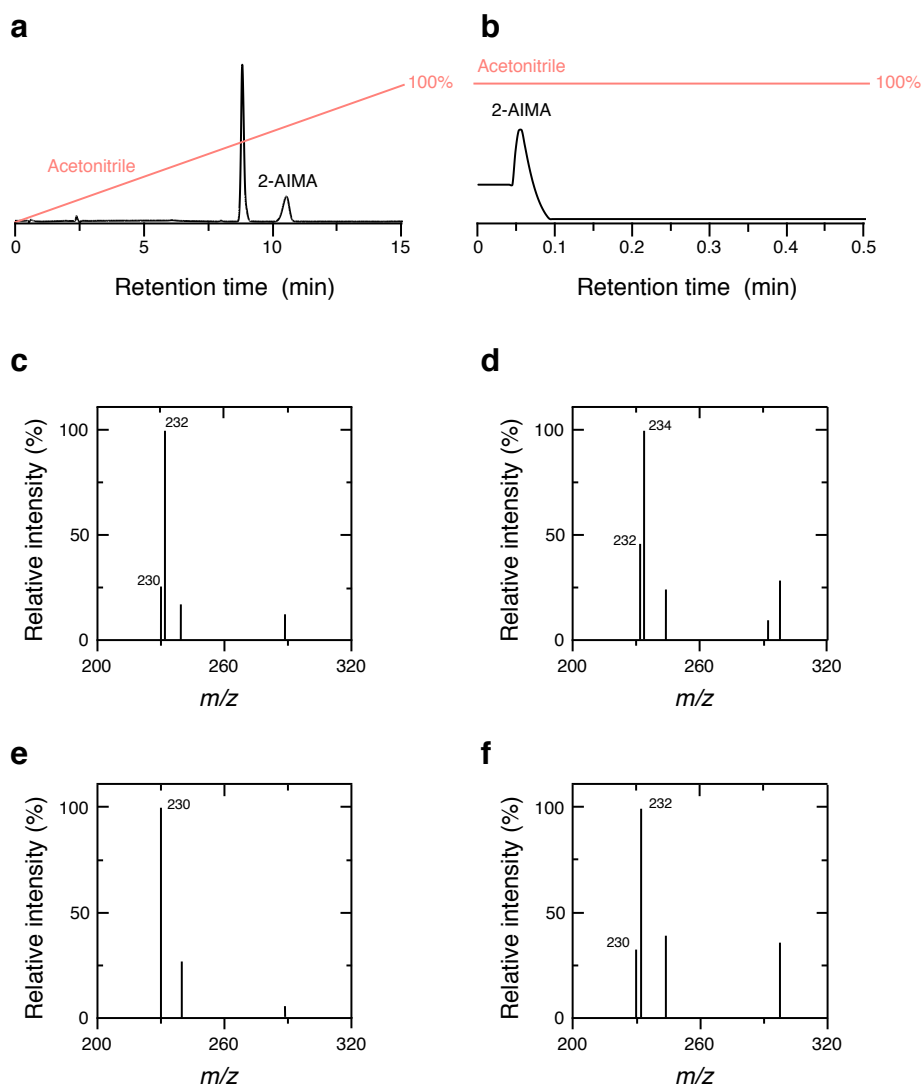 a
100%
Acetonitrile
2-AIMA
0 5 10 15
Retention time (min)
b
Acetonitrile
100%
2-AIMA
0 0.1 0.2 0.3 0.4 0.5
Retention time (min)
c
Relative intensity (%)
100
50
0
232
230
200 260 320
m/z
d
Relative intensity (%)
100
50
0
234
232
200 260 320
m/z
e
Relative intensity (%)
100
50
0
230
200 260 320
m/z
f
Relative intensity (%)
100
50
0
232
230
200 260 320
m/z